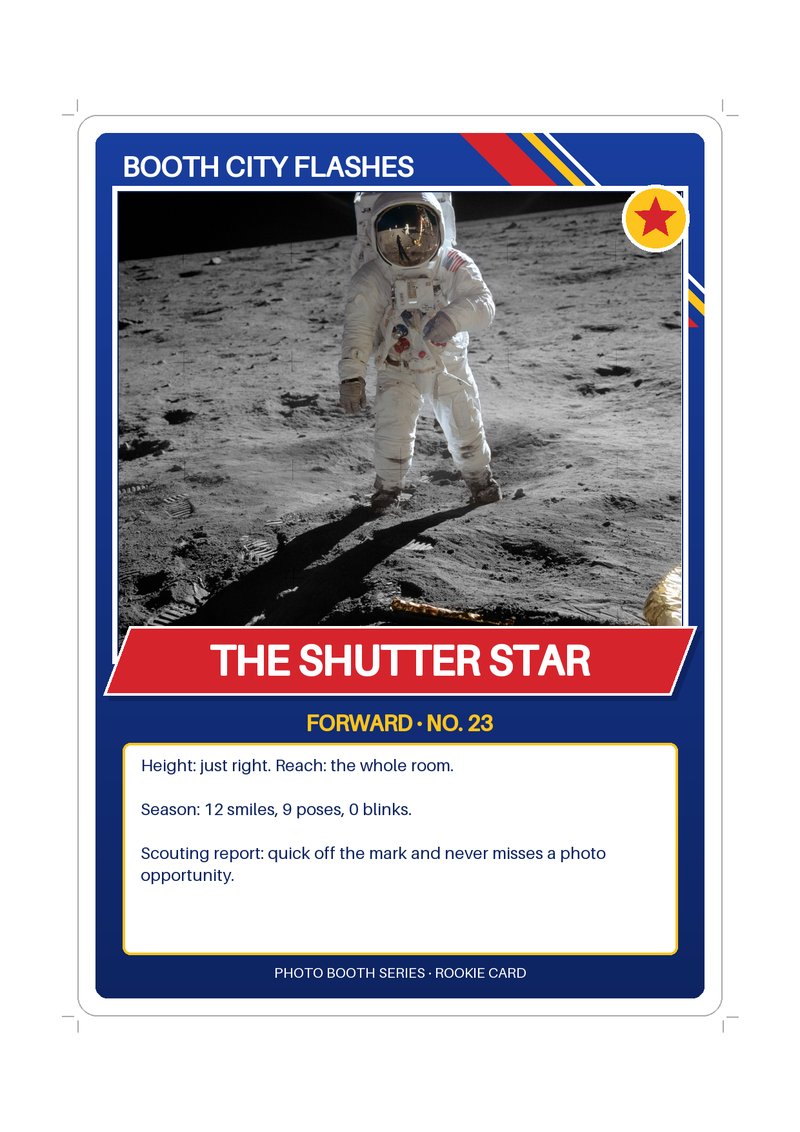 BOOTH CITY FLASHES
THE SHUTTER STAR
FORWARD · NO. 23
Height: just right. Reach: the whole room.
Season: 12 smiles, 9 poses, 0 blinks.
Scouting report: quick off the mark and never misses a photo
opportunity.
PHOTO BOOTH SERIES · ROOKIE CARD